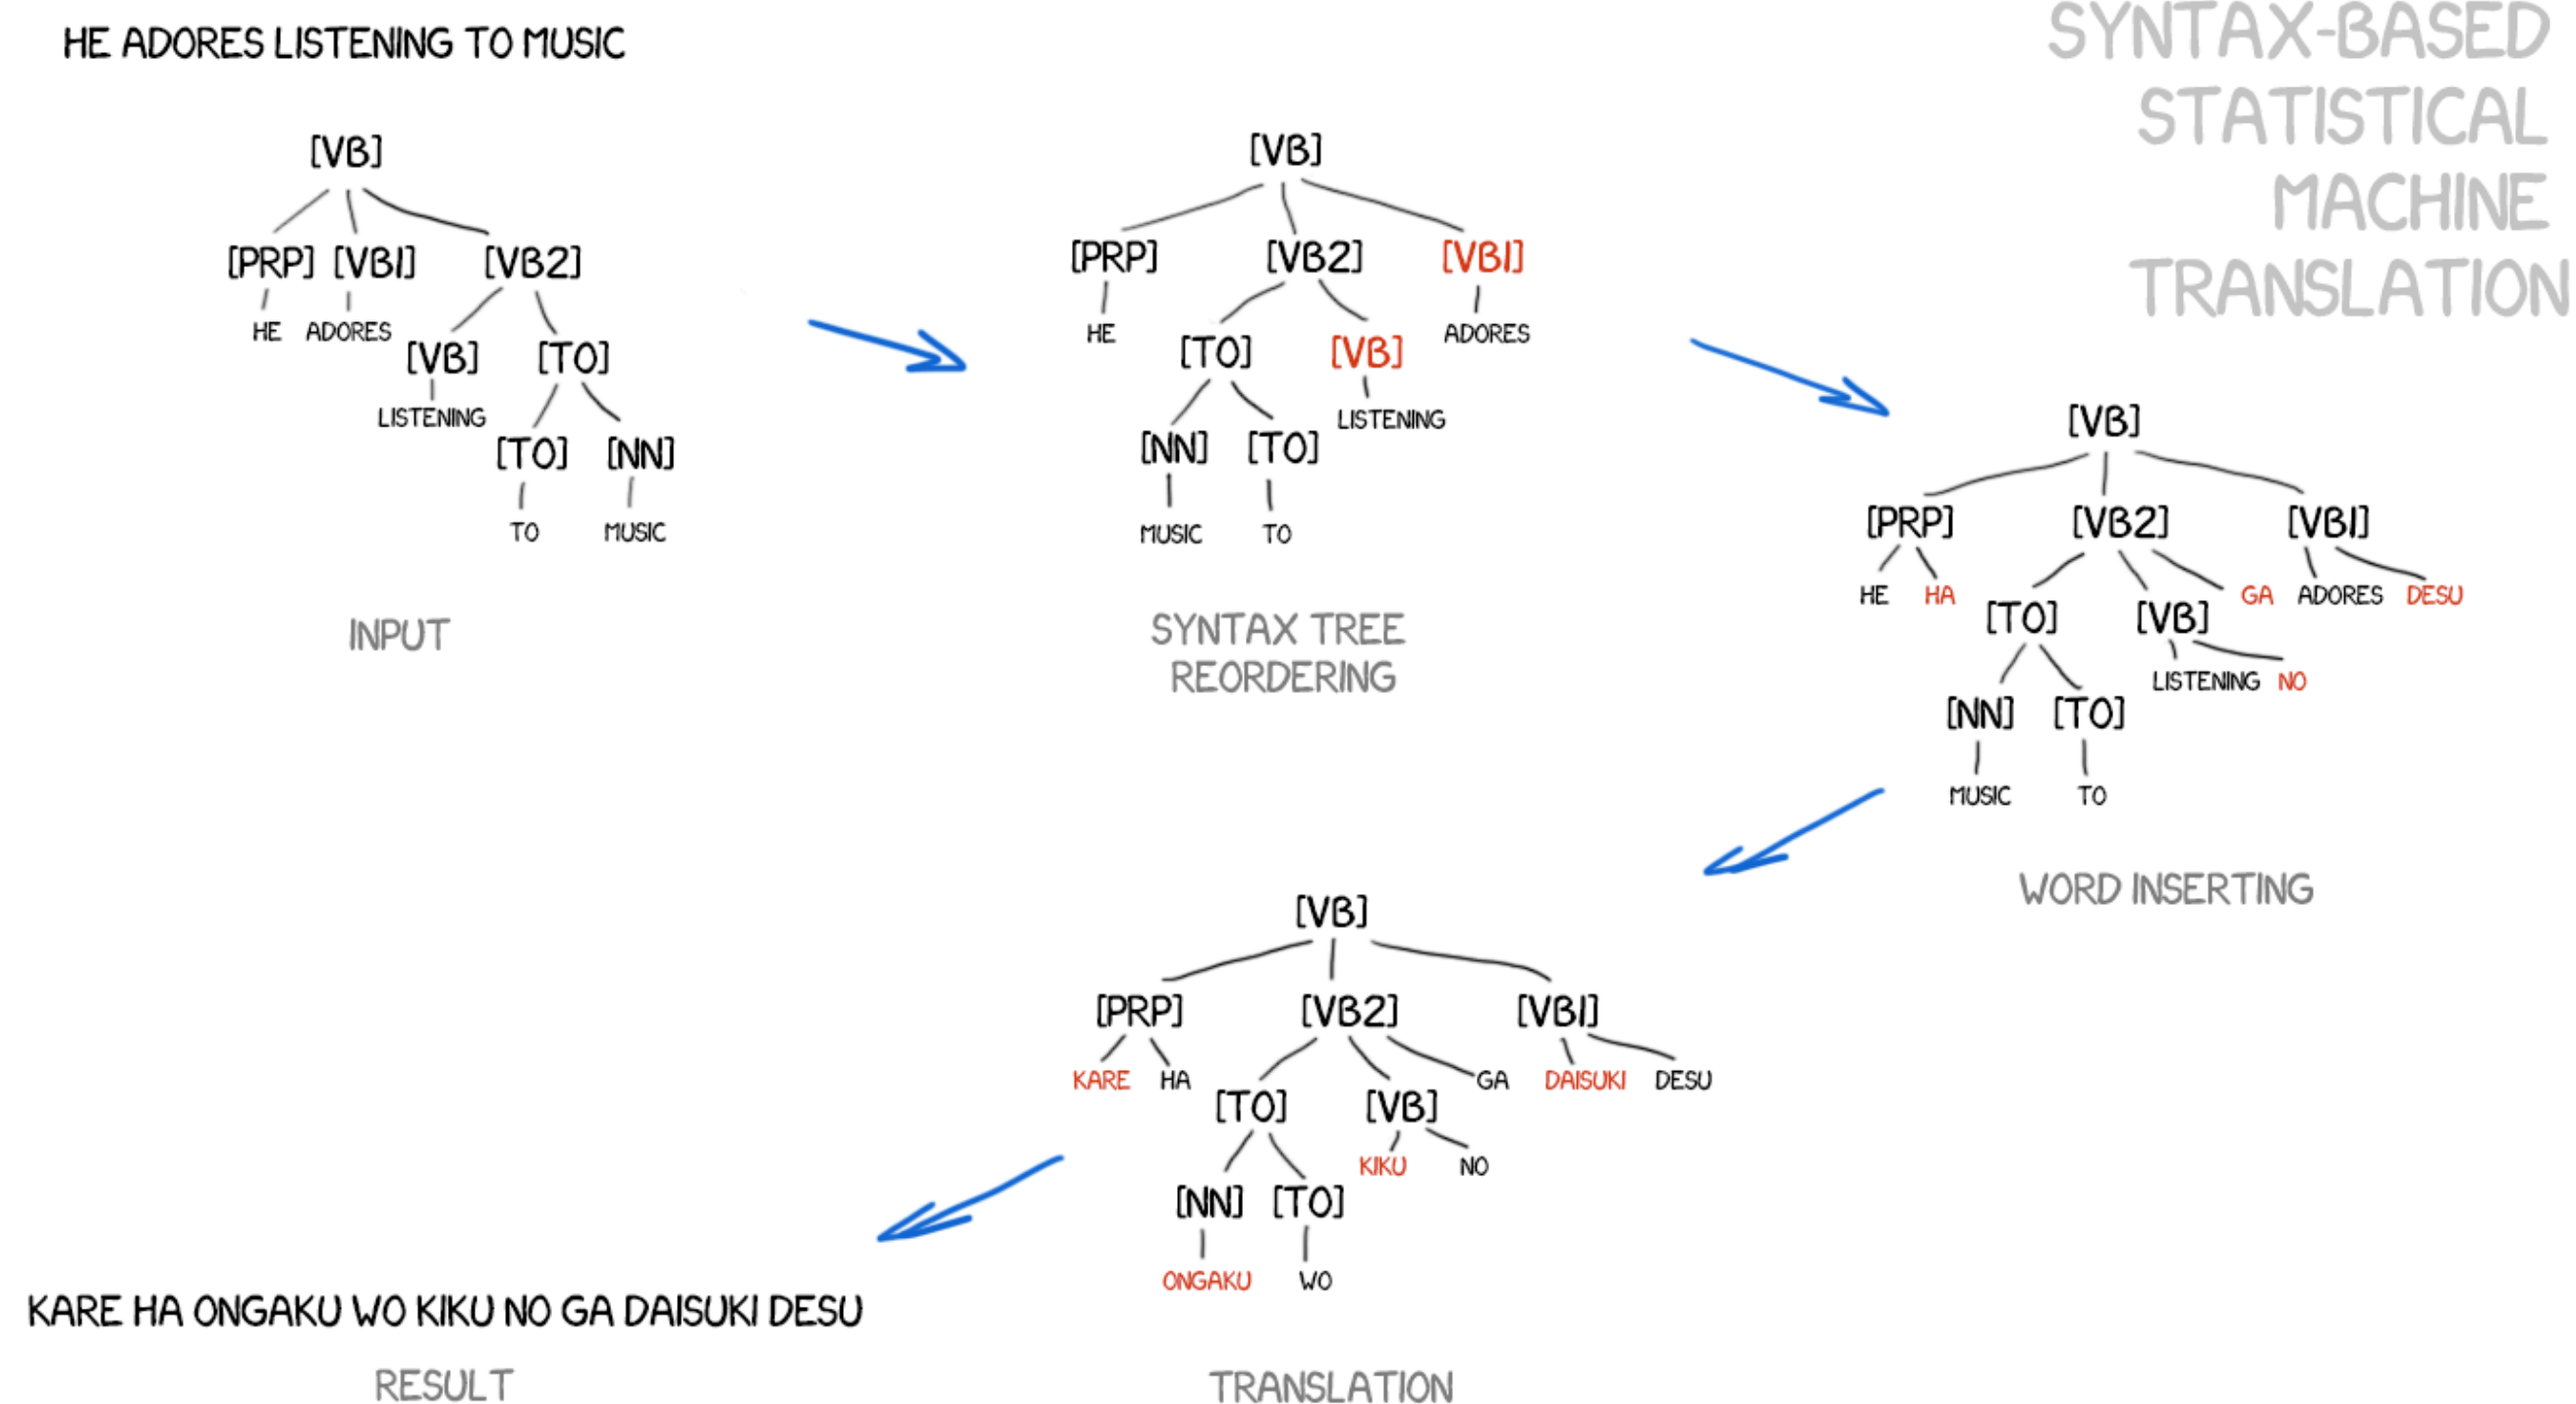 HE ADORES LISTENING TO MUSIC
SYNTAX-BASED
STATISTICAL
MACHINE
TRANSLATION
[VB]
[PRP] [VB1] [VB2]
HE ADORES
[VB] [TO]
LISTENING
[TO] [NN]
TO MUSIC
INPUT
[VB]
[PRP] [VB2] [VB1]
HE ADORES
[TO] [VB]
LISTENING
[NN] [TO]
MUSIC TO
SYNTAX TREE
REORDERING
[VB]
[PRP] [VB2] [VB1]
HE HA GA ADORES DESU
[TO] [VB]
LISTENING NO
[NN] [TO]
MUSIC TO
WORD INSERTING
[VB]
[PRP] [VB2] [VB1]
KARE HA GA DAISUKI DESU
[TO] [VB]
KIKU NO
[NN] [TO]
ONGAKU WO
TRANSLATION
KARE HA ONGAKU WO KIKU NO GA DAISUKI DESU
RESULT